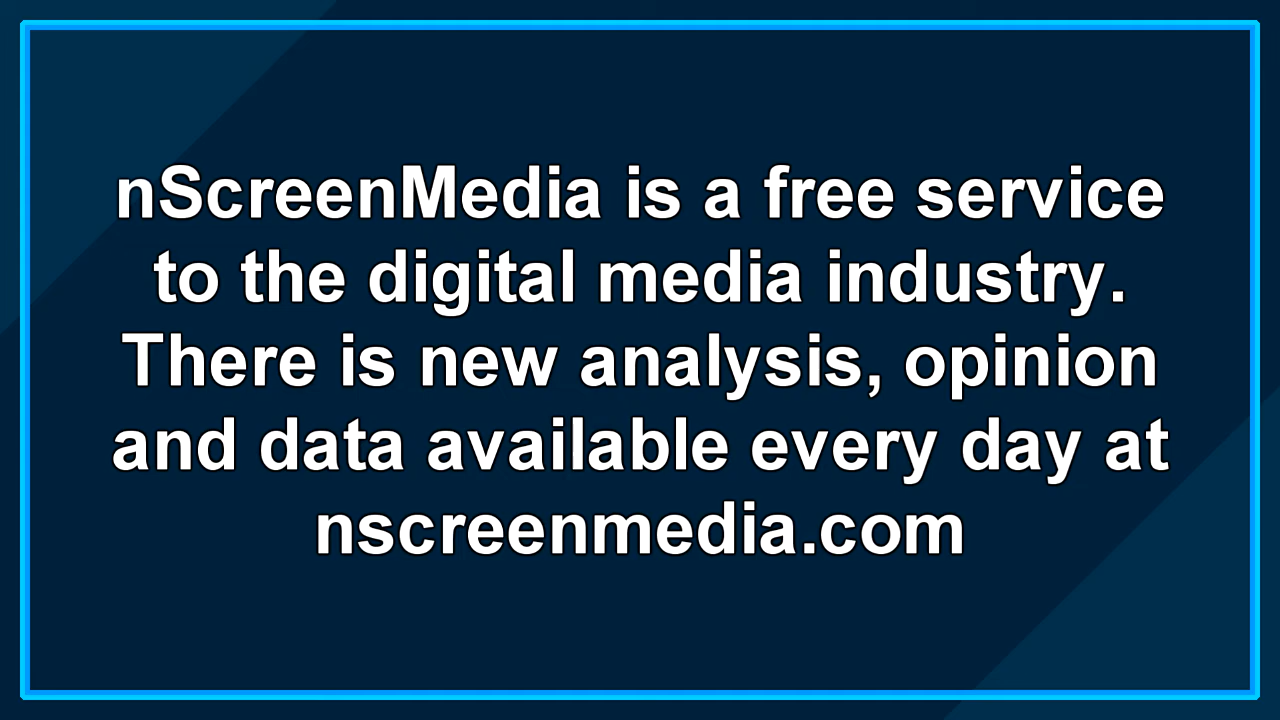 nScreenMedia is a free service
to the digital media industry.
There is new analysis, opinion
and data available every day at
nscreenmedia.com